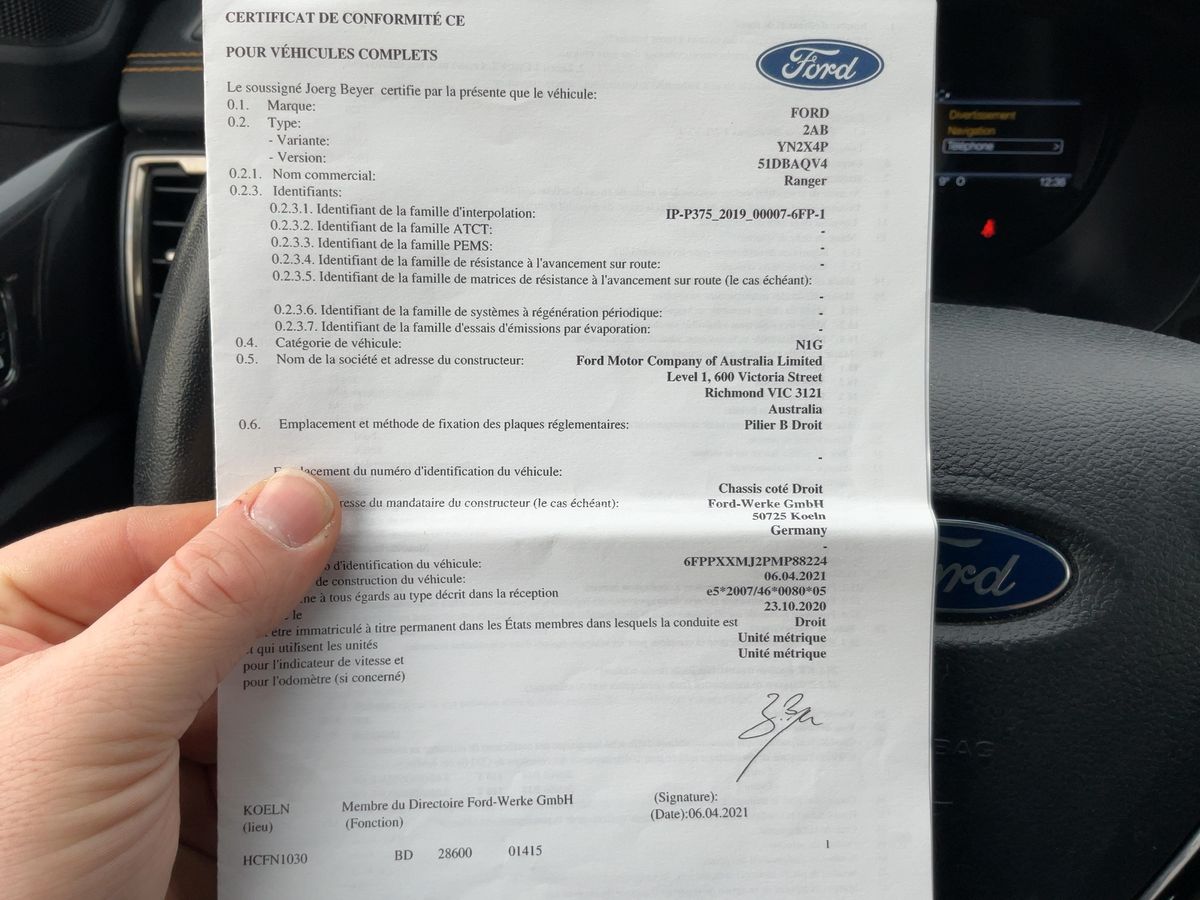 CERTIFICAT DE CONFORMITÉ CE
POUR VÉHICULES COMPLETS
Ford
Le soussigné Joerg Beyer certifie par la présente que le véhicule:
0.1. Marque: FORD
0.2. Type: 2AB
- Variante: YN2X4P
- Version: 51DBAQV4
0.2.1. Nom commercial: Ranger
0.2.3. Identifiants:
0.2.3.1. Identifiant de la famille d'interpolation: IP-P375_2019_00007-6FP-1
0.2.3.2. Identifiant de la famille ATCT: -
0.2.3.3. Identifiant de la famille PEMS: -
0.2.3.4. Identifiant de la famille de résistance à l'avancement sur route: -
0.2.3.5. Identifiant de la famille de matrices de résistance à l'avancement sur route (le cas échéant):
-
0.2.3.6. Identifiant de la famille de systèmes à régénération périodique: -
0.2.3.7. Identifiant de la famille d'essais d'émissions par évaporation: -
0.4. Catégorie de véhicule: N1G
0.5. Nom de la société et adresse du constructeur: Ford Motor Company of Australia Limited
Level 1, 600 Victoria Street
Richmond VIC 3121
Australia
0.6. Emplacement et méthode de fixation des plaques réglementaires: Pilier B Droit
-
du numéro d'identification du véhicule:
Chassis coté Droit
du mandataire du constructeur (le cas échéant): Ford-Werke GmbH
50725 Koeln
Germany
-
d'identification du véhicule: 6FPPXXMJ2PMP88224
de construction du véhicule: 06.04.2021
à tous égards au type décrit dans la réception e5*2007/46*0080*05
le 23.10.2020
être immatriculé à titre permanent dans les États membres dans lesquels la conduite est Droit
qui utilisent les unités Unité métrique
pour l'indicateur de vitesse et Unité métrique
pour l'odomètre (si concerné)
KOELN Membre du Directoire Ford-Werke GmbH (Signature):
(lieu) (Fonction) (Date):06.04.2021
HCFN1030 BD 28600 01415 1
Divertissement
Navigation
Téléphone >
9° 12:36